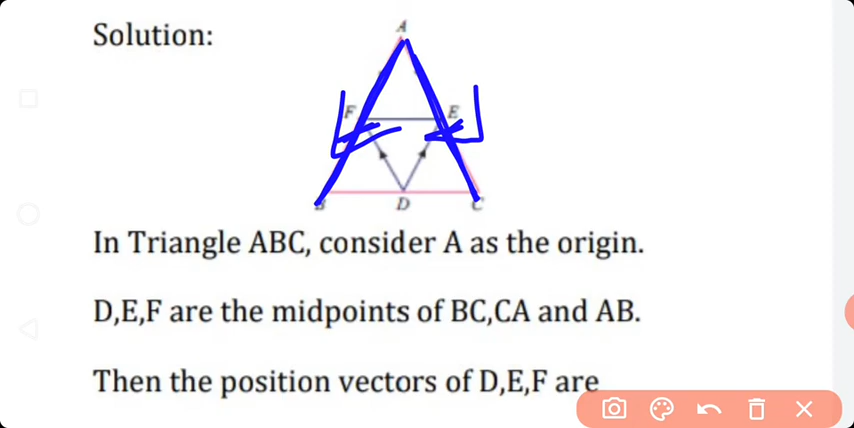 Solution:
A
F E
B D C
In Triangle ABC, consider A as the origin.
D,E,F are the midpoints of BC,CA and AB.
Then the position vectors of D,E,F are